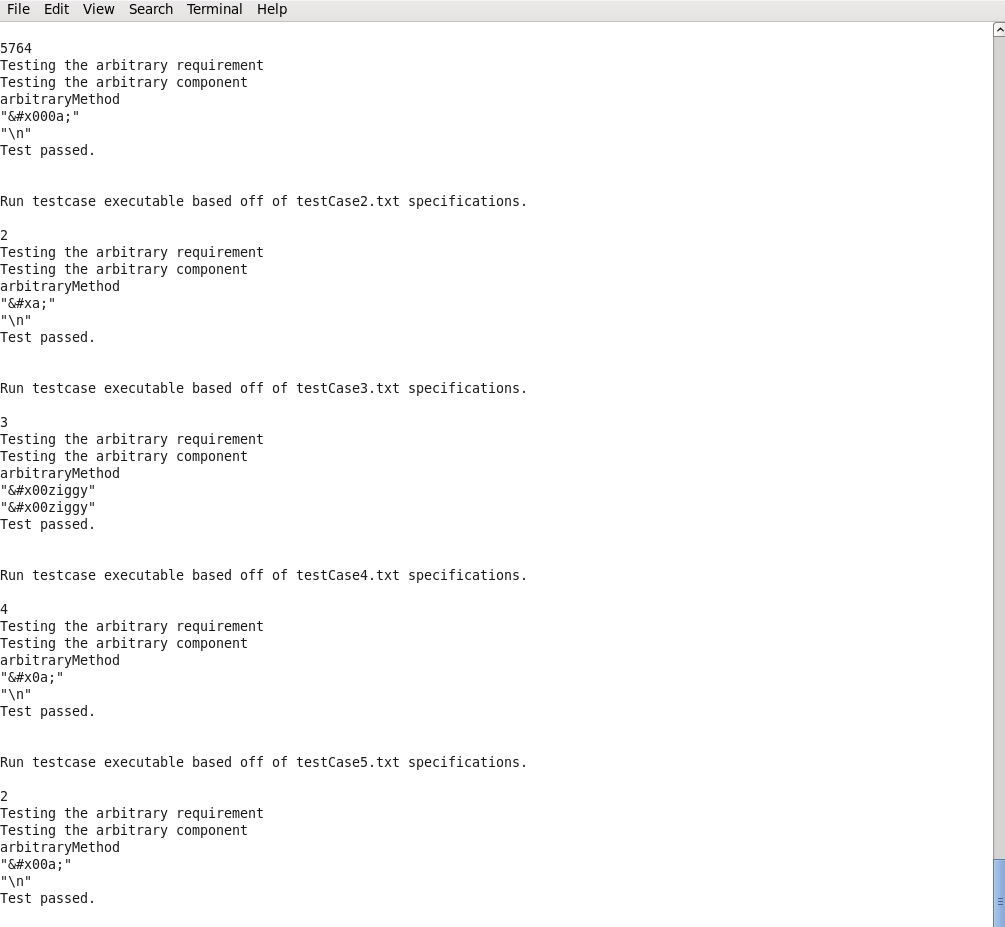 File Edit View Search Terminal Help
5764
Testing the arbitrary requirement
Testing the arbitrary component
arbitraryMethod
"&#x000a;"
"\n"
Test passed.
Run testcase executable based off of testCase2.txt specifications.
2
Testing the arbitrary requirement
Testing the arbitrary component
arbitraryMethod
"&#xa;"
"\n"
Test passed.
Run testcase executable based off of testCase3.txt specifications.
3
Testing the arbitrary requirement
Testing the arbitrary component
arbitraryMethod
"&#x00ziggy"
"&#x00ziggy"
Test passed.
Run testcase executable based off of testCase4.txt specifications.
4
Testing the arbitrary requirement
Testing the arbitrary component
arbitraryMethod
"&#x0a;"
"\n"
Test passed.
Run testcase executable based off of testCase5.txt specifications.
2
Testing the arbitrary requirement
Testing the arbitrary component
arbitraryMethod
"&#x00a;"
"\n"
Test passed.